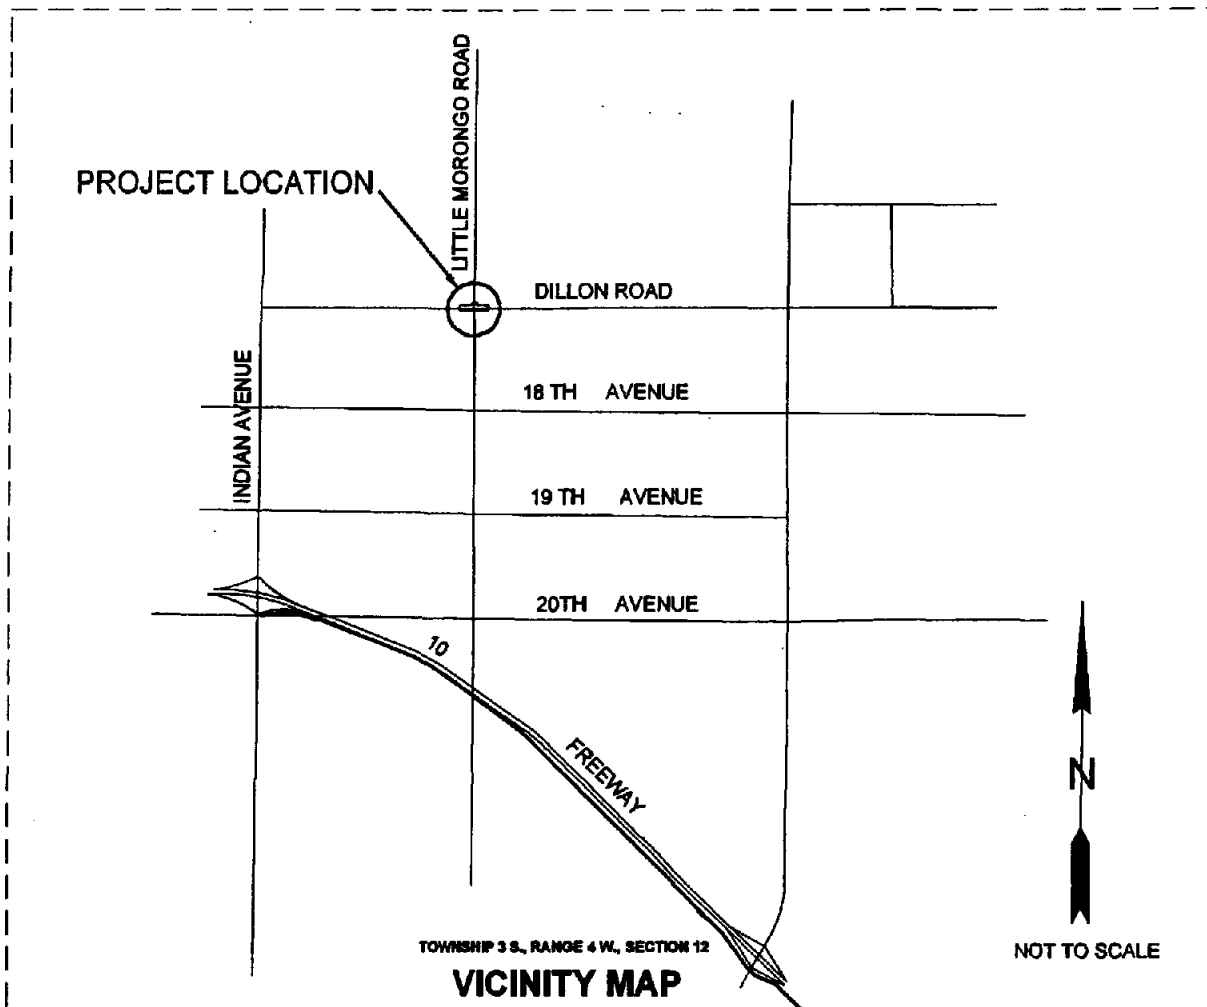 LITTLE MORONGO ROAD
PROJECT LOCATION
DILLON ROAD
INDIAN AVENUE
18 TH AVENUE
19 TH AVENUE
20TH AVENUE
10
FREEWAY
N
NOT TO SCALE
TOWNSHIP 3 S., RANGE 4 W., SECTION 12
VICINITY MAP